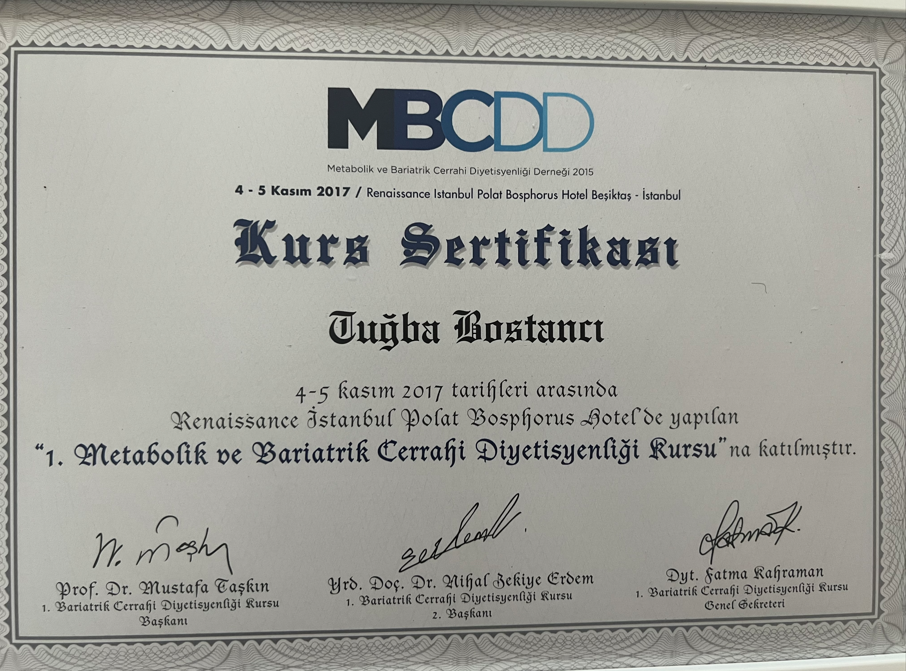 MBCDD
Metabolik ve Bariatrik Cerrahi Diyetisyenliği Derneği 2015
4 - 5 Kasım 2017 / Renaissance Istanbul Polat Bosphorus Hotel Beşiktaş - İstanbul
Kurs Sertifikası
Tuğba Bostancı
4-5 kasım 2017 tarihleri arasında
Renaissance İstanbul Polat Bosphorus Hotel'de yapılan
"1. Metabolik ve Bariatrik Cerrahi Diyetisyenliği Kursu"na katılmıştır.
Prof. Dr. Mustafa Taşkın
1. Bariatrik Cerrahi Diyetisyenliği Kursu
Başkanı
Yrd. Doç. Dr. Nihal Zekiye Erdem
1. Bariatrik Cerrahi Diyetisyenliği Kursu
2. Başkanı
Dyt. Fatma Kahraman
1. Bariatrik Cerrahi Diyetisyenliği Kursu
Genel Sekreteri